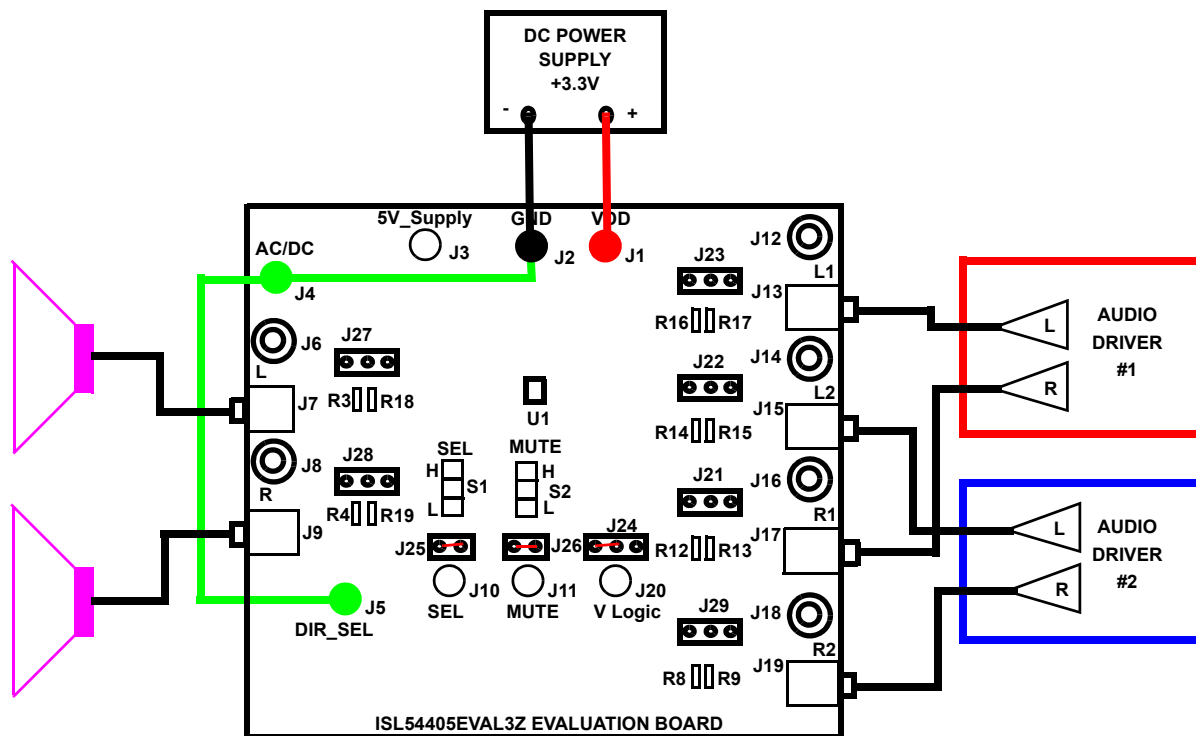 DC POWER
SUPPLY
+3.3V
- +
5V_Supply GND VDD
J3 J2 J1
AC/DC
J4
J12
L1
J23
J13
R16 R17
J6
L
J27
J7
R3 R18
J14
L2
J22
J15
R14 R15
U1
J8
R
J28
J9
R4 R19
SEL
H
S1
L
MUTE
H
S2
L
J16
R1
J21
J17
R12 R13
J25 J26 J24
J10 J11 J20
SEL MUTE V Logic
J5
DIR_SEL
J29
J18
R2
J19
R8 R9
ISL54405EVAL3Z EVALUATION BOARD
L
R
AUDIO
DRIVER
#1
L
R
AUDIO
DRIVER
#2